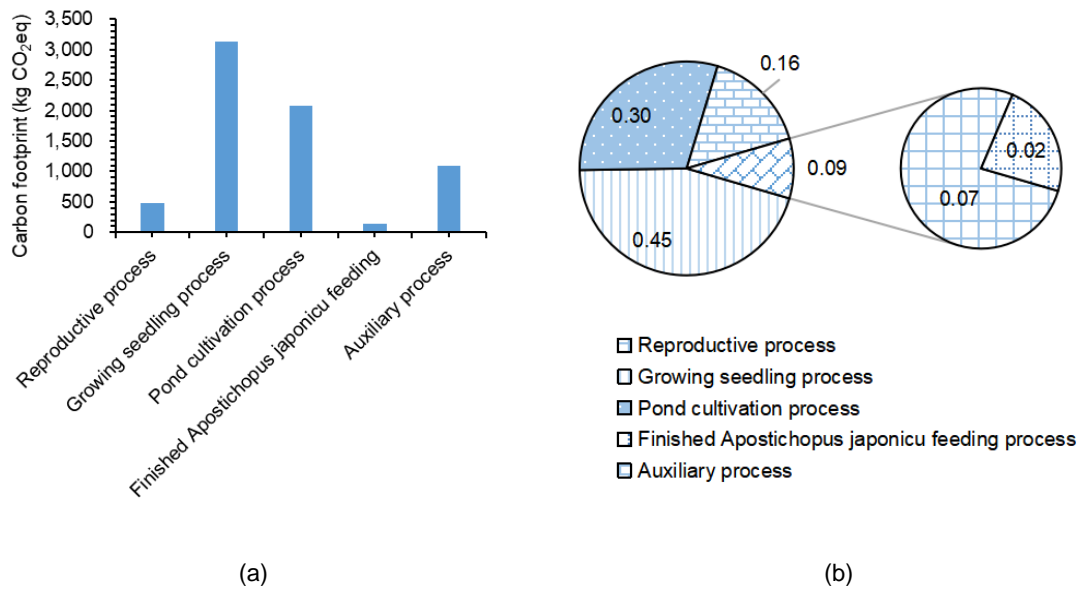 Carbon footprint (kg CO₂eq)
3,500
3,000
2,500
2,000
1,500
1,000
500
0
Reproductive process
Growing seedling process
Pond cultivation process
Finished Apostichopus japonicu feeding
Auxiliary process
(a)
0.16
0.30
0.09
0.45
0.02
0.07
Reproductive process
Growing seedling process
Pond cultivation process
Finished Apostichopus japonicu feeding process
Auxiliary process
(b)